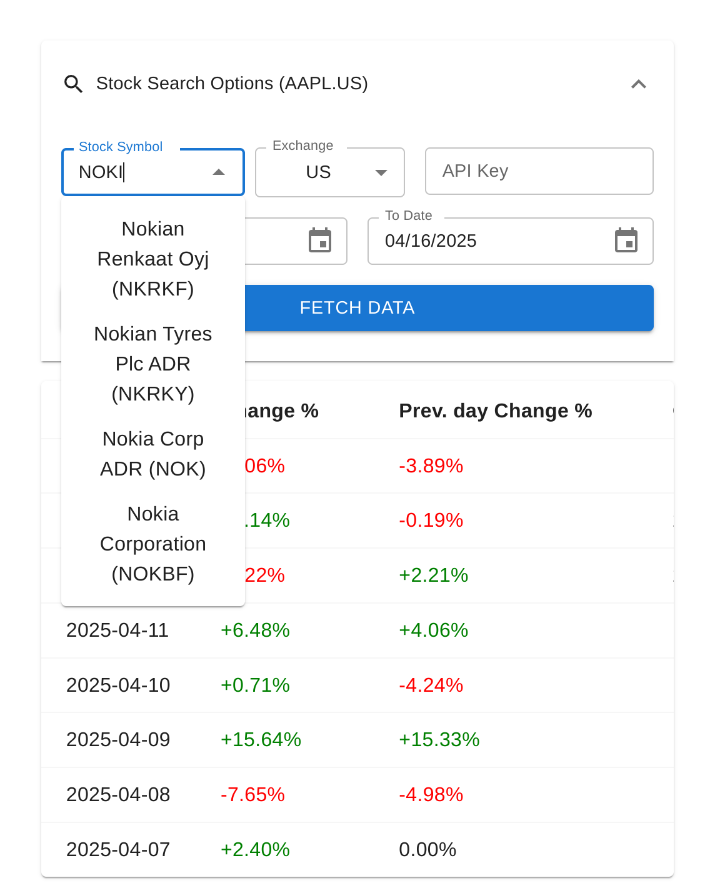 Stock Search Options (AAPL.US)
Stock Symbol
Exchange
NOKI
US
API Key
To Date
04/16/2025
FETCH DATA
Nokian
Renkaat Oyj
(NKRKF)
Nokian Tyres
Plc ADR
(NKRKY)
Nokia Corp
ADR (NOK)
Nokia
Corporation
(NOKBF)
% Prev. day Change %
06% -3.89%
.14% -0.19%
22% +2.21%
2025-04-11 +6.48% +4.06%
2025-04-10 +0.71% -4.24%
2025-04-09 +15.64% +15.33%
2025-04-08 -7.65% -4.98%
2025-04-07 +2.40% 0.00%